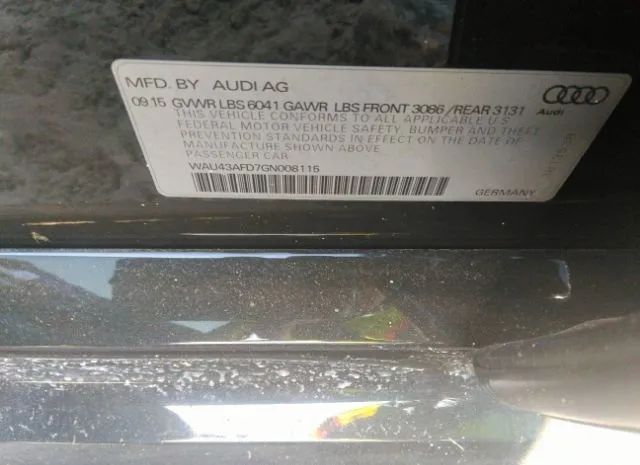 MFD. BY AUDI AG
09.15 GVWR LBS 6041 GAWR LBS FRONT 3086 /REAR 3131
THIS VEHICLE CONFORMS TO ALL APPLICABLE U.S
FEDERAL MOTOR VEHICLE SAFETY, BUMPER AND THEFT
PREVENTION STANDARDS IN EFFECT ON THE DATE OF
MANUFACTURE SHOWN ABOVE
PASSENGER CAR
WAU43AFD7GN008116
GERMANY
Audi